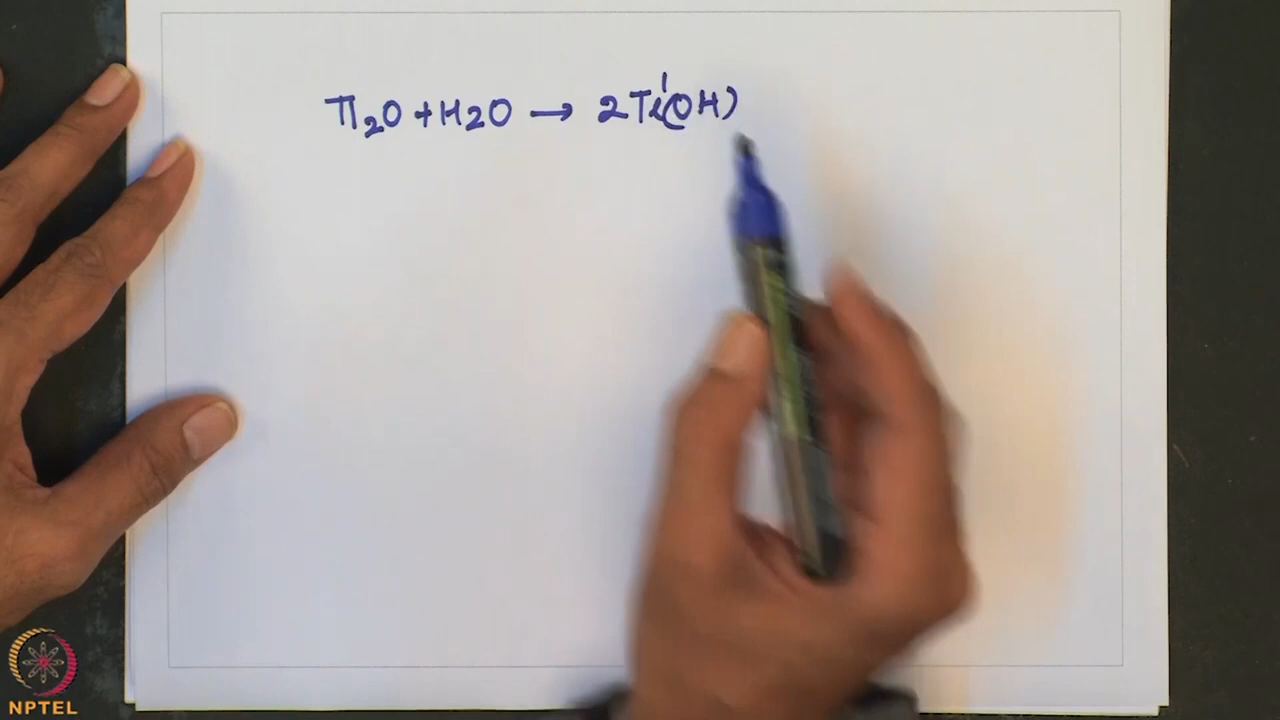 Tl₂O + H₂O → 2Tl(OH)
NPTEL